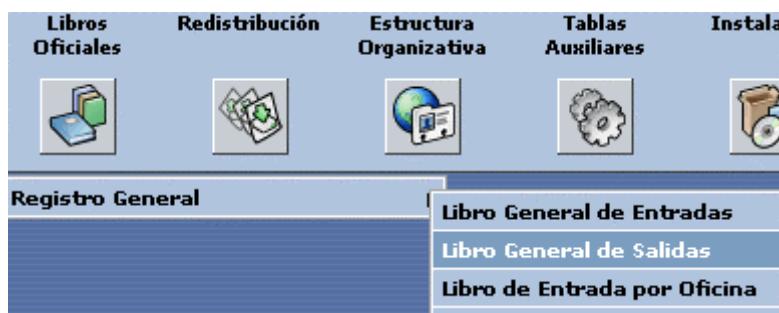 Libros Redistribución Estructura Tablas
Oficiales Organizativa Auxiliares
Registro General
Libro General de Entradas
Libro General de Salidas
Libro de Entrada por Oficina